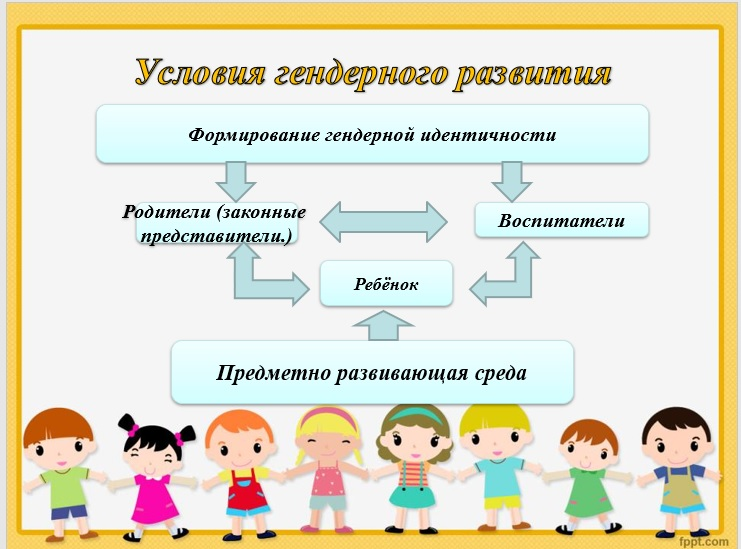 Условия гендерного развития
Формирование гендерной идентичности
Родители (законные
представители.)
Воспитатели
Ребёнок
Предметно развивающая среда
fppt.com